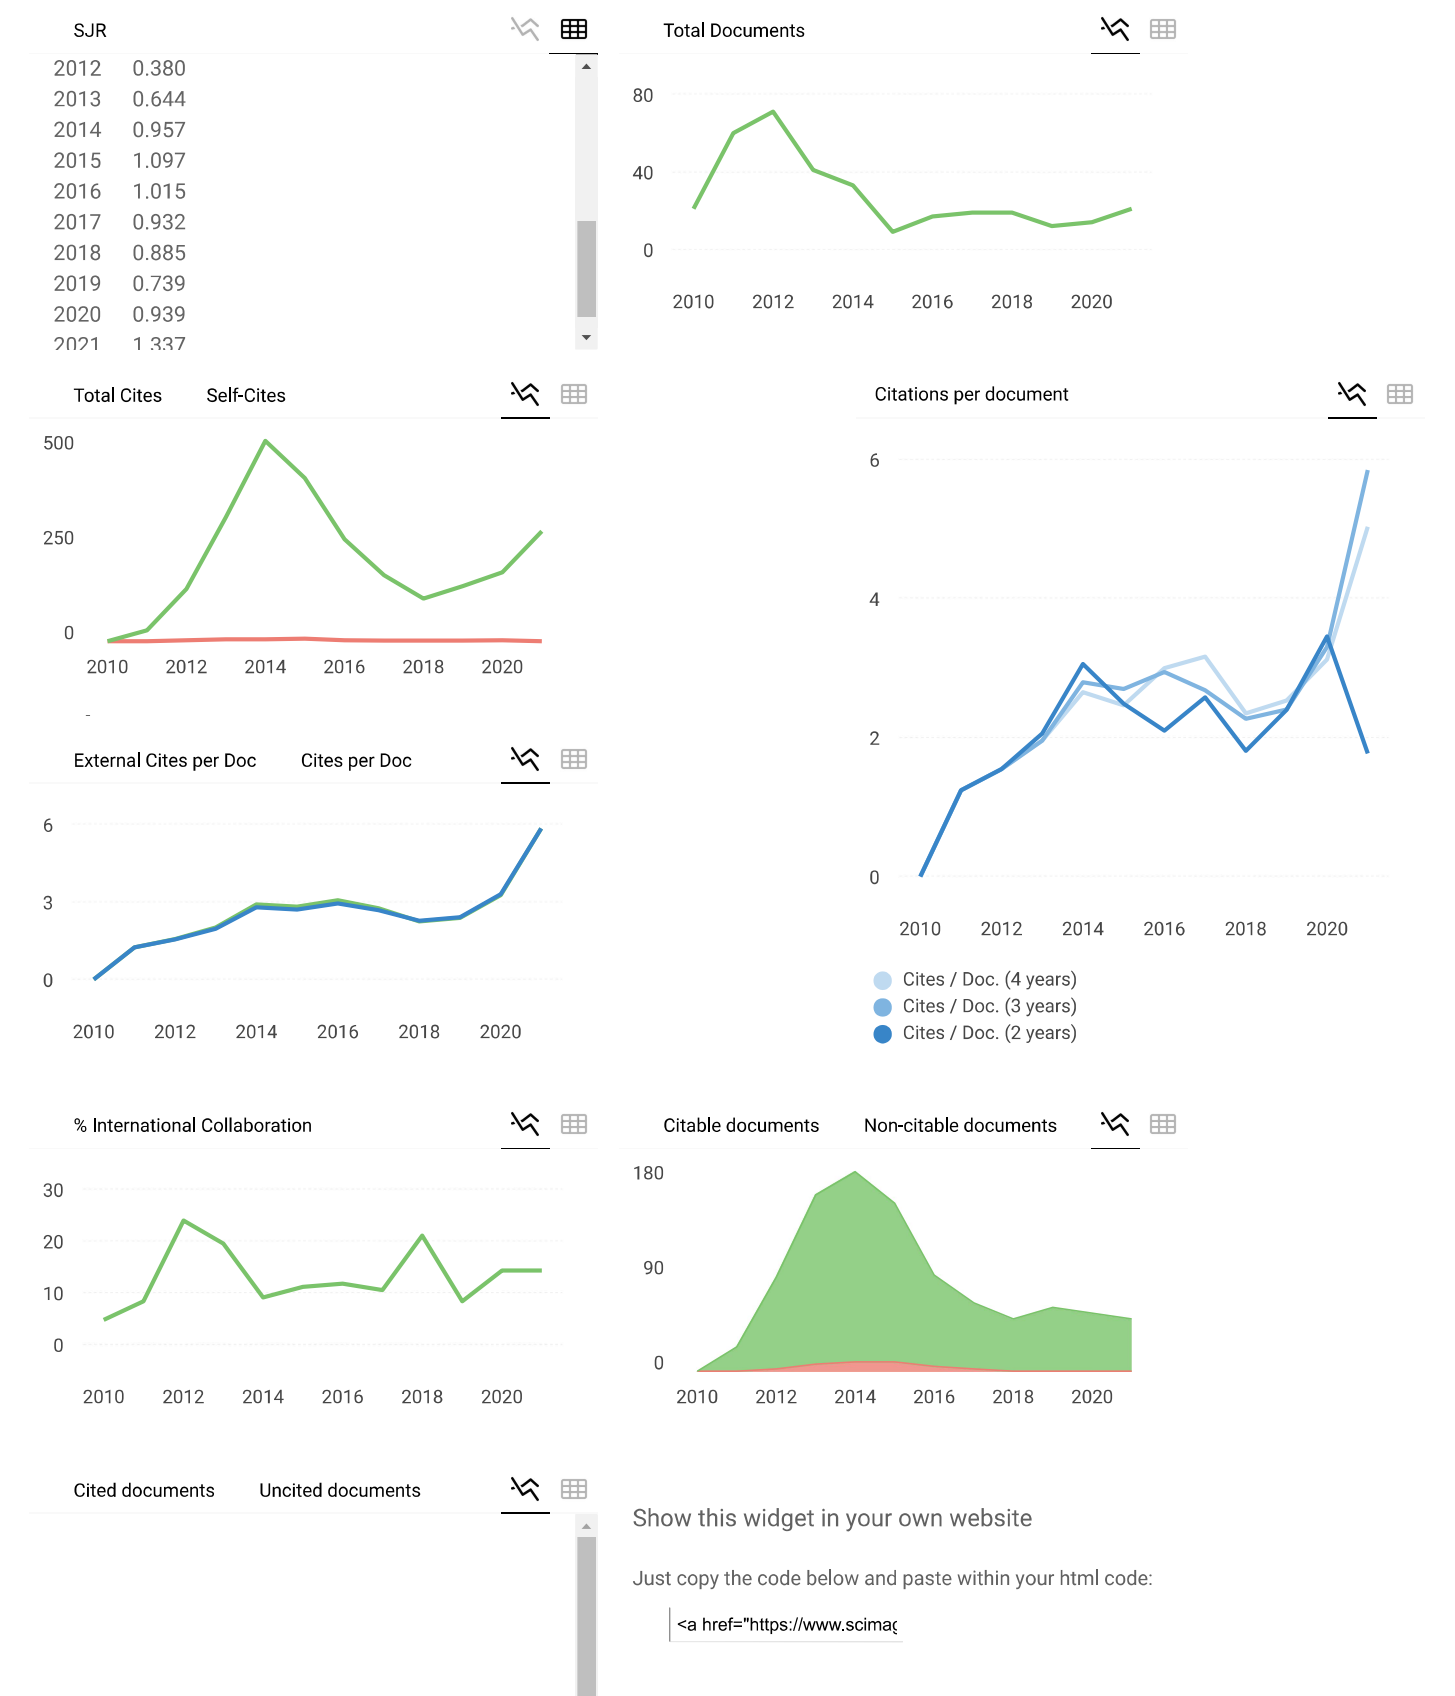 SJR
2012 0.380
2013 0.644
2014 0.957
2015 1.097
2016 1.015
2017 0.932
2018 0.885
2019 0.739
2020 0.939
2021 1.337
Total Documents
80
40
0
2010 2012 2014 2016 2018 2020
Total Cites Self-Cites
500
250
0
2010 2012 2014 2016 2018 2020
-
Citations per document
6
4
2
0
2010 2012 2014 2016 2018 2020
Cites / Doc. (4 years)
Cites / Doc. (3 years)
Cites / Doc. (2 years)
External Cites per Doc Cites per Doc
6
3
0
2010 2012 2014 2016 2018 2020
% International Collaboration
30
20
10
0
2010 2012 2014 2016 2018 2020
Citable documents Non-citable documents
180
90
0
2010 2012 2014 2016 2018 2020
Cited documents Uncited documents
Show this widget in your own website
Just copy the code below and paste within your html code:
<a href="https://www.scimag